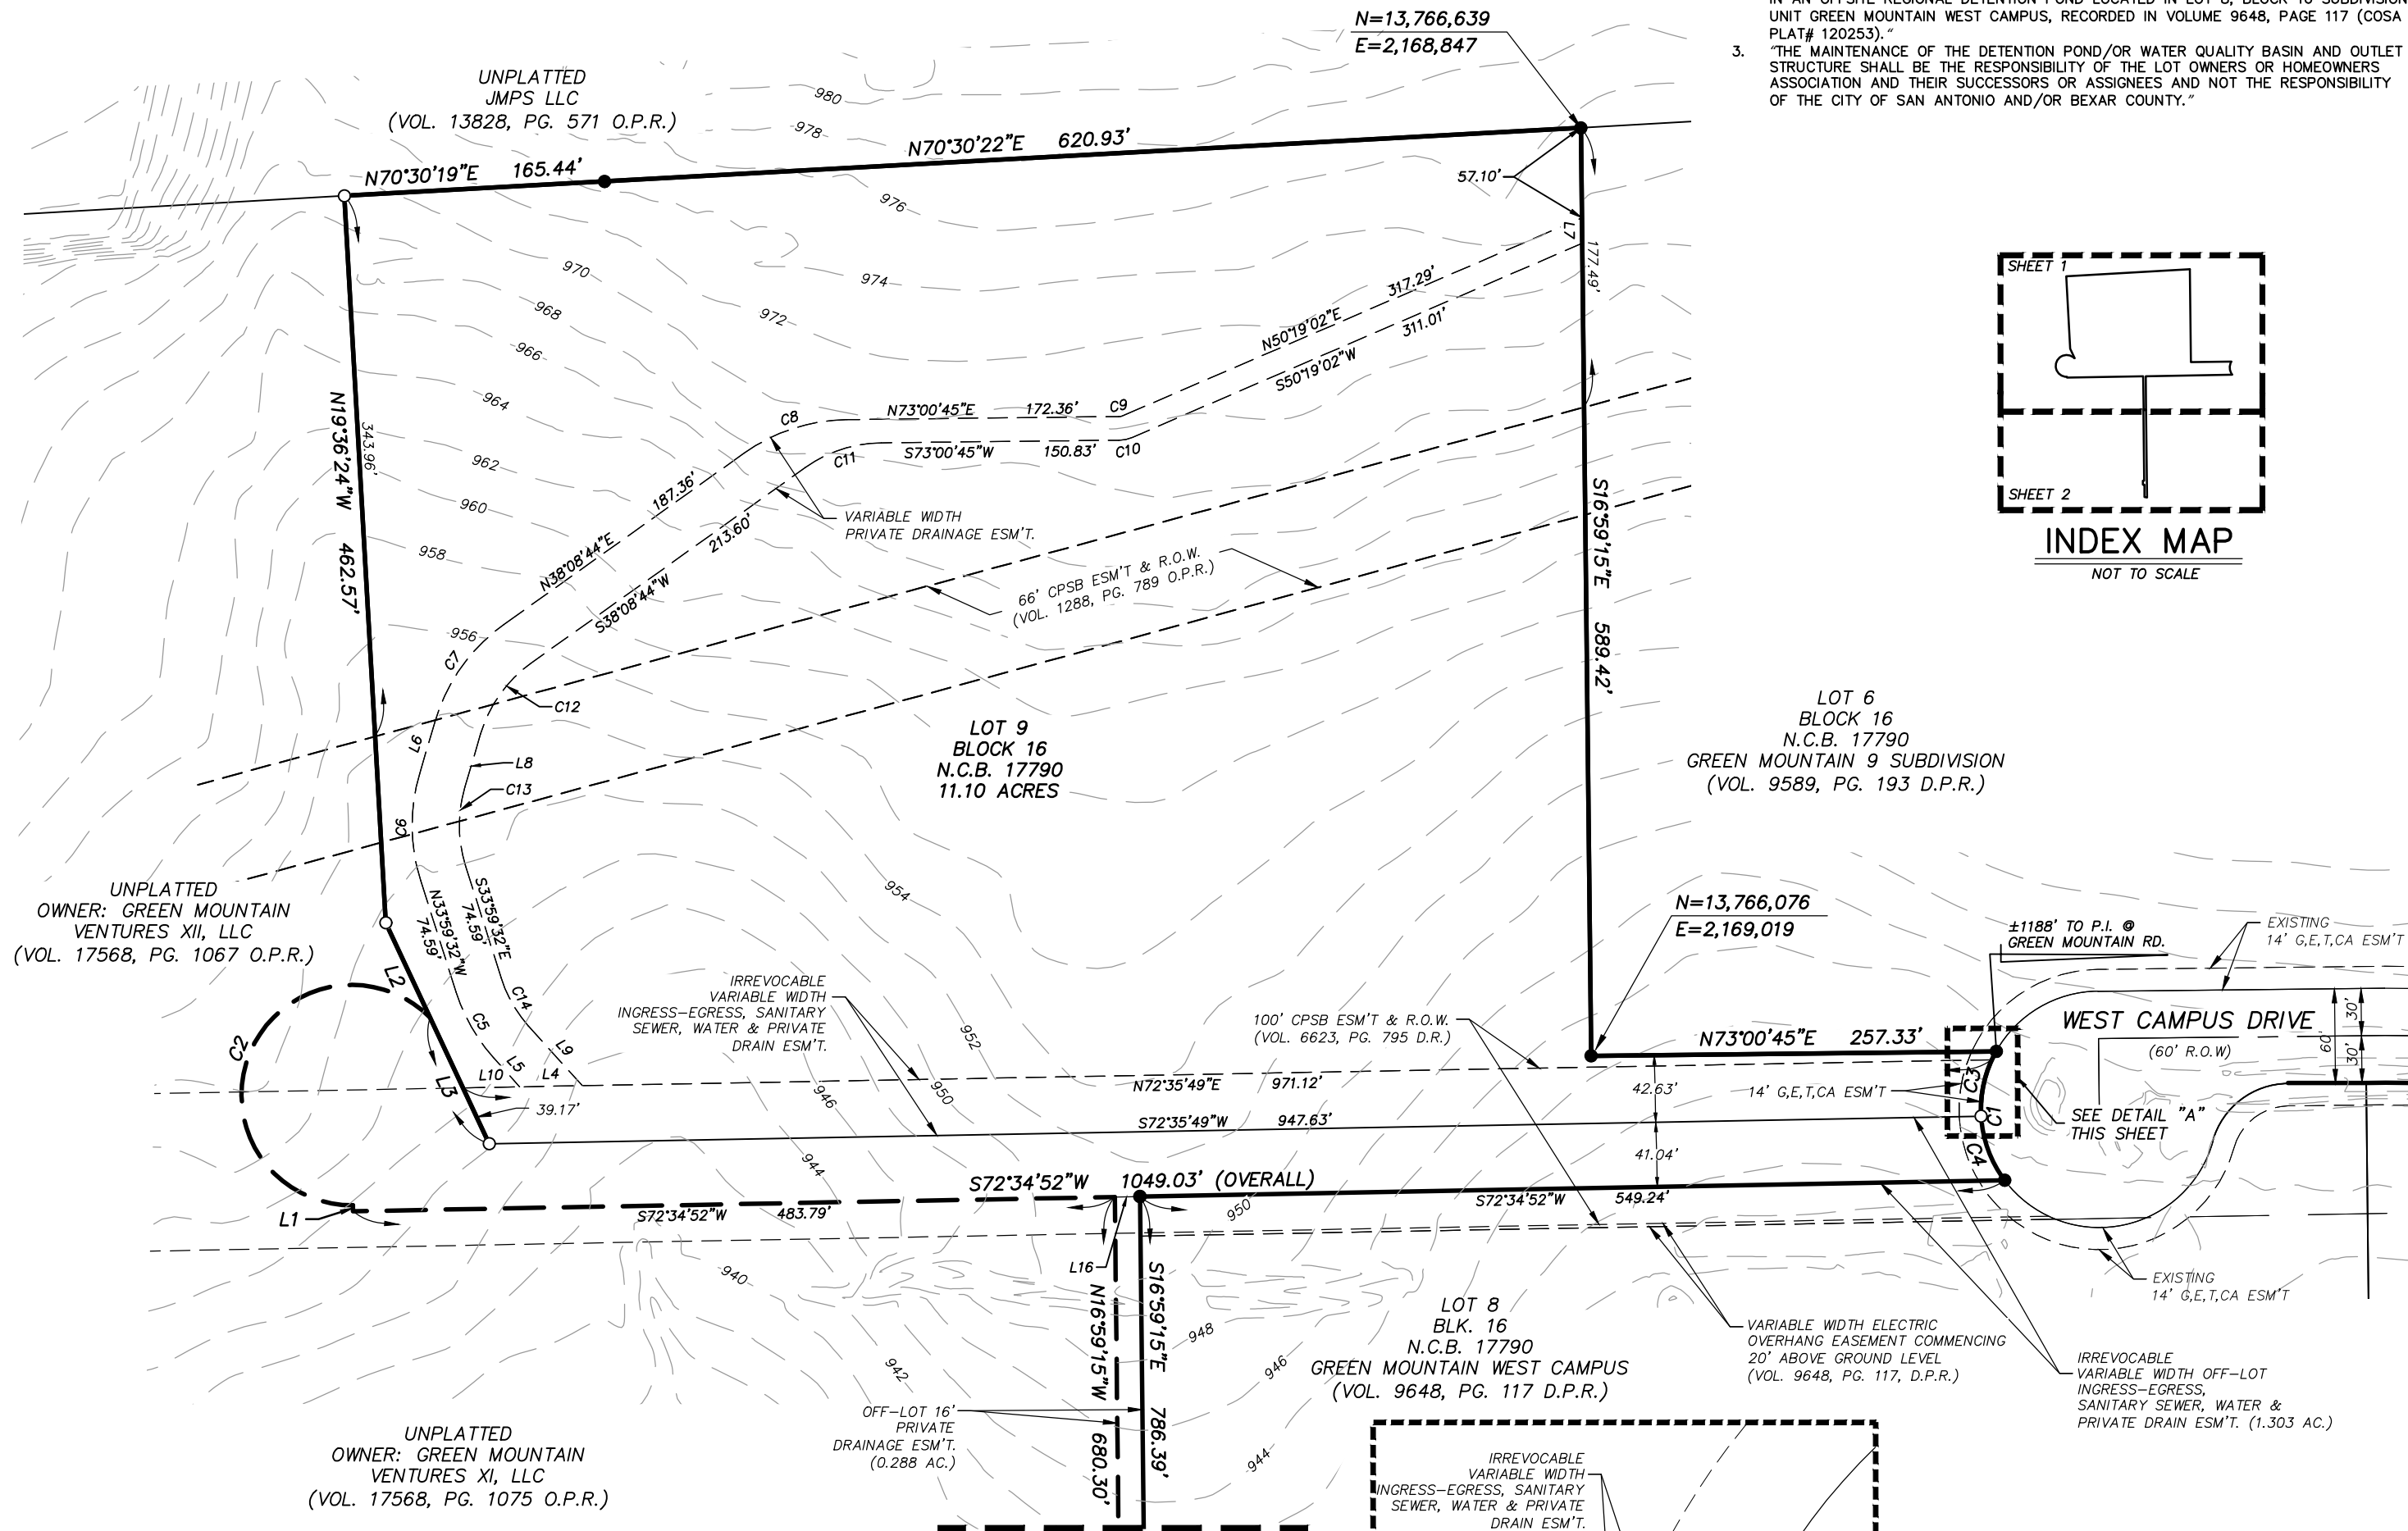 IN AN OFFSITE REGIONAL DETENTION POND LOCATED IN LOT 8, BLOCK 16 SUBDIVISION
UNIT GREEN MOUNTAIN WEST CAMPUS, RECORDED IN VOLUME 9648, PAGE 117 (COSA
PLAT# 120253)."
3. "THE MAINTENANCE OF THE DETENTION POND/OR WATER QUALITY BASIN AND OUTLET
STRUCTURE SHALL BE THE RESPONSIBILITY OF THE LOT OWNERS OR HOMEOWNERS
ASSOCIATION AND THEIR SUCCESSORS OR ASSIGNEES AND NOT THE RESPONSIBILITY
OF THE CITY OF SAN ANTONIO AND/OR BEXAR COUNTY."
N=13,766,639
E=2,168,847
UNPLATTED
JMPS LLC
(VOL. 13828, PG. 571 O.P.R.)
980
978
N70°30'19"E 165.44'
N70°30'22"E 620.93'
57.10'
976
L7
177.49'
970
974
968
972
966
964
317.29'
N50°19'02"E
311.01'
S50°19'02"W
SHEET 1
SHEET 2
INDEX MAP
NOT TO SCALE
N19°36'24"W 462.57'
343.96'
C8
N73°00'45"E 172.36'
C9
C11
S73°00'45"W 150.83'
C10
962
960
958
956
187.36'
N38°08'44"E
213.60'
S38°08'44"W
VARIABLE WIDTH
PRIVATE DRAINAGE ESM'T.
66' CPSB ESM'T & R.O.W.
(VOL. 1288, PG. 789 O.P.R.)
S16°59'15"E 589.42'
C7
C12
L6
L8
C13
C6
LOT 9
BLOCK 16
N.C.B. 17790
11.10 ACRES
LOT 6
BLOCK 16
N.C.B. 17790
GREEN MOUNTAIN 9 SUBDIVISION
(VOL. 9589, PG. 193 D.P.R.)
UNPLATTED
OWNER: GREEN MOUNTAIN
VENTURES XII, LLC
(VOL. 17568, PG. 1067 O.P.R.)
N33°59'32"W
74.59'
S33°59'32"E
74.59'
954
N=13,766,076
E=2,169,019
±1188' TO P.I. @
GREEN MOUNTAIN RD.
EXISTING
14' G,E,T,CA ESM'T
L2
C2
C5
C14
L5
L9
L10
L4
L3
39.17'
IRREVOCABLE
VARIABLE WIDTH
INGRESS-EGRESS, SANITARY
SEWER, WATER & PRIVATE
DRAIN ESM'T.
952
950
946
944
100' CPSB ESM'T & R.O.W.
(VOL. 6623, PG. 795 D.R.)
N73°00'45"E 257.33'
WEST CAMPUS DRIVE
(60' R.O.W)
60'
30'
30'
N72°35'49"E 971.12'
42.63'
14' G,E,T,CA ESM'T
C3
C1
C4
SEE DETAIL "A"
THIS SHEET
S72°35'49"W 947.63'
41.04'
S72°34'52"W 1049.03' (OVERALL)
S72°34'52"W 549.24'
L1
S72°34'52"W 483.79'
950
L16
940
942
948
946
944
N16°59'15"W 680.30'
S16°59'15"E 786.39'
LOT 8
BLK. 16
N.C.B. 17790
GREEN MOUNTAIN WEST CAMPUS
(VOL. 9648, PG. 117 D.P.R.)
VARIABLE WIDTH ELECTRIC
OVERHANG EASEMENT COMMENCING
20' ABOVE GROUND LEVEL
(VOL. 9648, PG. 117, D.P.R.)
EXISTING
14' G,E,T,CA ESM'T
IRREVOCABLE
VARIABLE WIDTH OFF-LOT
INGRESS-EGRESS,
SANITARY SEWER, WATER &
PRIVATE DRAIN ESM'T. (1.303 AC.)
OFF-LOT 16'
PRIVATE
DRAINAGE ESM'T.
(0.288 AC.)
UNPLATTED
OWNER: GREEN MOUNTAIN
VENTURES XI, LLC
(VOL. 17568, PG. 1075 O.P.R.)
IRREVOCABLE
VARIABLE WIDTH
INGRESS-EGRESS, SANITARY
SEWER, WATER & PRIVATE
DRAIN ESM'T.